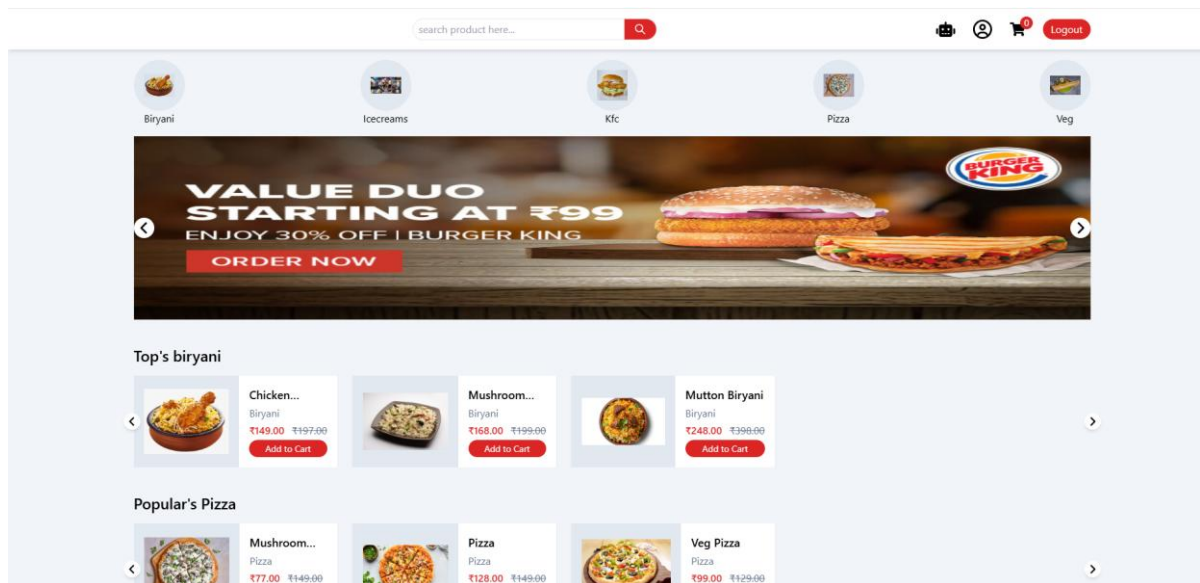 search product here...
0
Logout
Biryani
Icecreams
Kfc
Pizza
Veg
BURGER
KING
VALUE DUO
STARTING AT ₹99
ENJOY 30% OFF | BURGER KING
ORDER NOW
Top's biryani
Chicken...
Biryani
₹149.00 ₹197.00
Add to Cart
Mushroom...
Biryani
₹168.00 ₹199.00
Add to Cart
Mutton Biryani
Biryani
₹248.00 ₹398.00
Add to Cart
Popular's Pizza
Mushroom...
Pizza
₹77.00 ₹149.00
Pizza
Pizza
₹128.00 ₹149.00
Veg Pizza
Pizza
₹99.00 ₹129.00